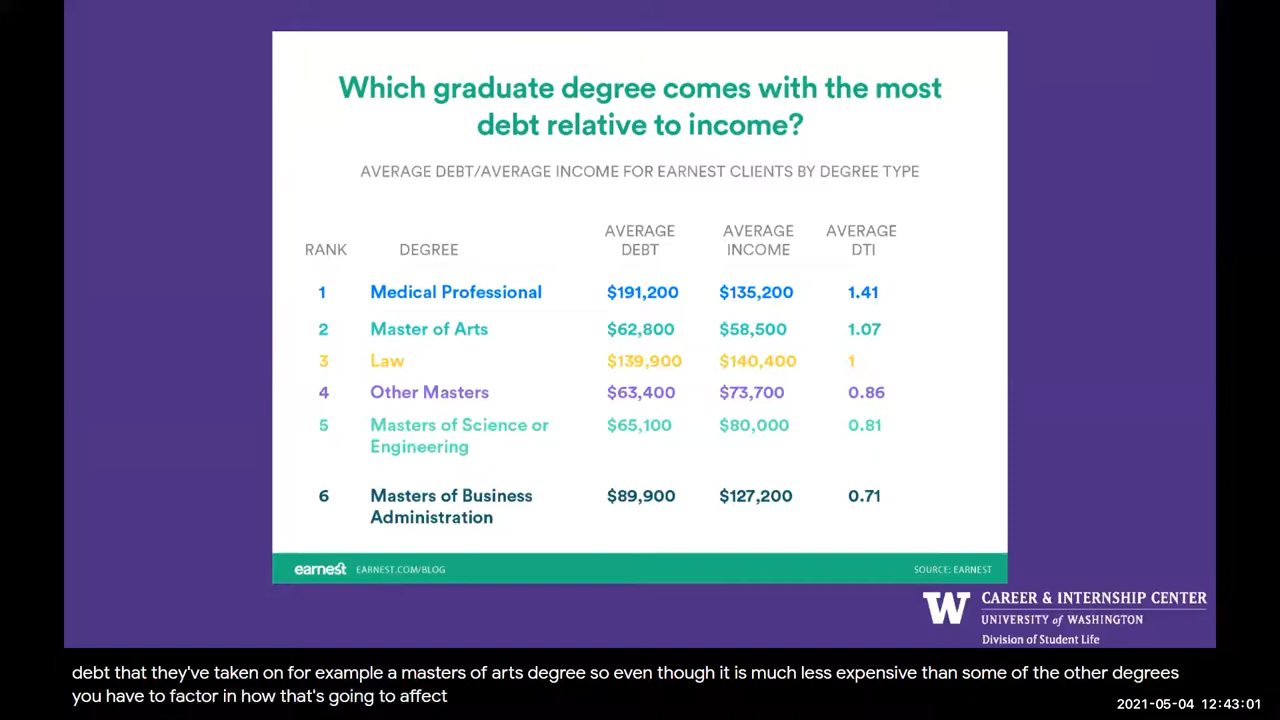 Which graduate degree comes with the most
debt relative to income?
AVERAGE DEBT/AVERAGE INCOME FOR EARNEST CLIENTS BY DEGREE TYPE
RANK DEGREE AVERAGE DEBT AVERAGE INCOME AVERAGE DTI
1 Medical Professional $191,200 $135,200 1.41
2 Master of Arts $62,800 $58,500 1.07
3 Law $139,900 $140,400 1
4 Other Masters $63,400 $73,700 0.86
5 Masters of Science or $65,100 $80,000 0.81
Engineering
6 Masters of Business $89,900 $127,200 0.71
Administration
earnest EARNEST.COM/BLOG SOURCE: EARNEST
W CAREER & INTERNSHIP CENTER
UNIVERSITY of WASHINGTON
Division of Student Life
debt that they've taken on for example a masters of arts degree so even though it is much less expensive than some of the other degrees
you have to factor in how that's going to affect
2021-05-04 12:43:01